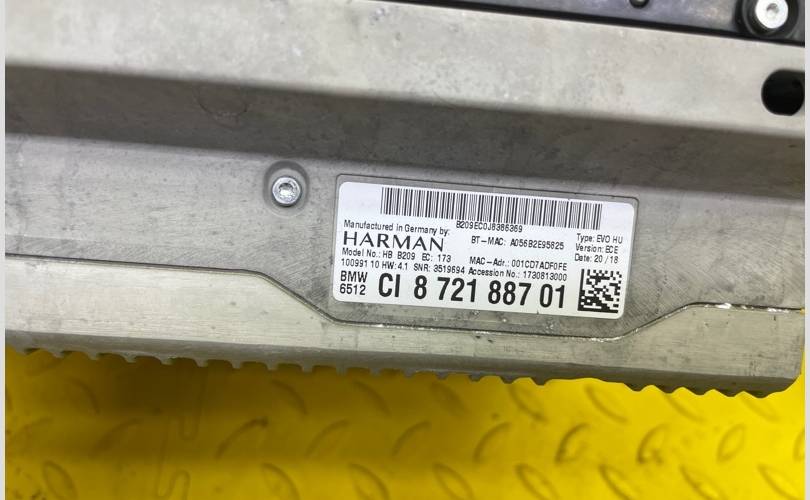 B209EC0J8386369
Manufactured in Germany by:
HARMAN
BT-MAC: A056B2E95825
Type: EVO HU
Version: ECE
Date: 20/18
Model No.: HB B209 EC: 173
MAC-Adr.: 001CD7ADF0FE
10099110 HW: 4.1 SNR: 3519694 Accession No.: 1730813000
BMW
6512
CI 8 721 887 01